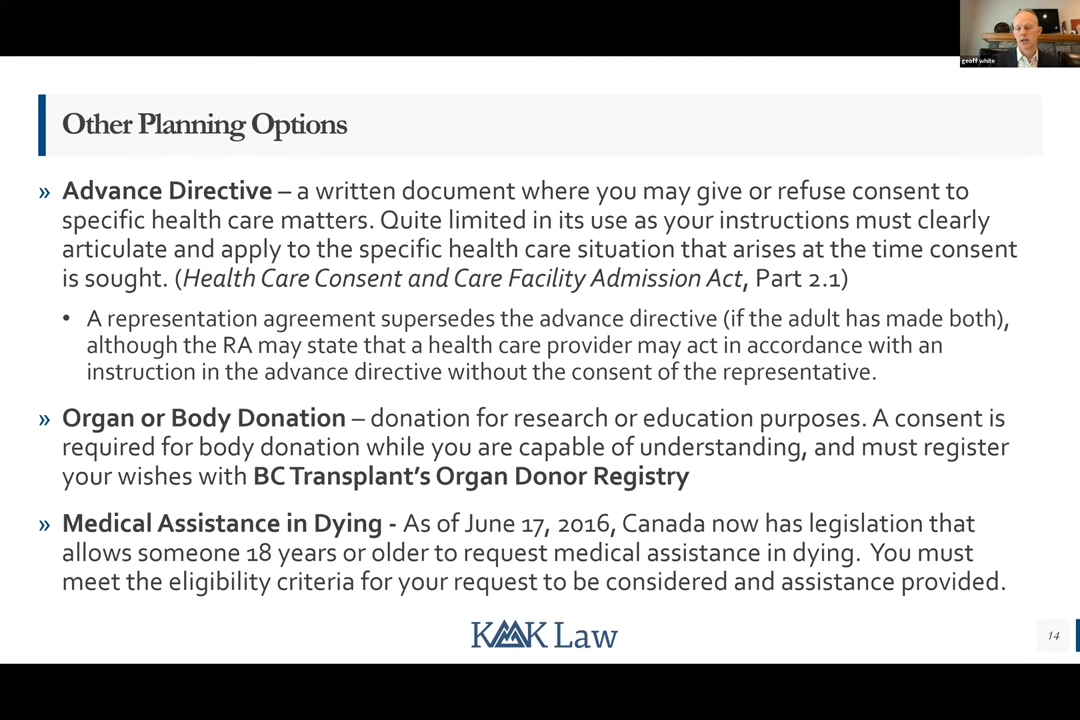 geoff white
Other Planning Options
» Advance Directive – a written document where you may give or refuse consent to
specific health care matters. Quite limited in its use as your instructions must clearly
articulate and apply to the specific health care situation that arises at the time consent
is sought. (Health Care Consent and Care Facility Admission Act, Part 2.1)
• A representation agreement supersedes the advance directive (if the adult has made both),
although the RA may state that a health care provider may act in accordance with an
instruction in the advance directive without the consent of the representative.
» Organ or Body Donation – donation for research or education purposes. A consent is
required for body donation while you are capable of understanding, and must register
your wishes with BC Transplant's Organ Donor Registry
» Medical Assistance in Dying - As of June 17, 2016, Canada now has legislation that
allows someone 18 years or older to request medical assistance in dying. You must
meet the eligibility criteria for your request to be considered and assistance provided.
KMK Law
14